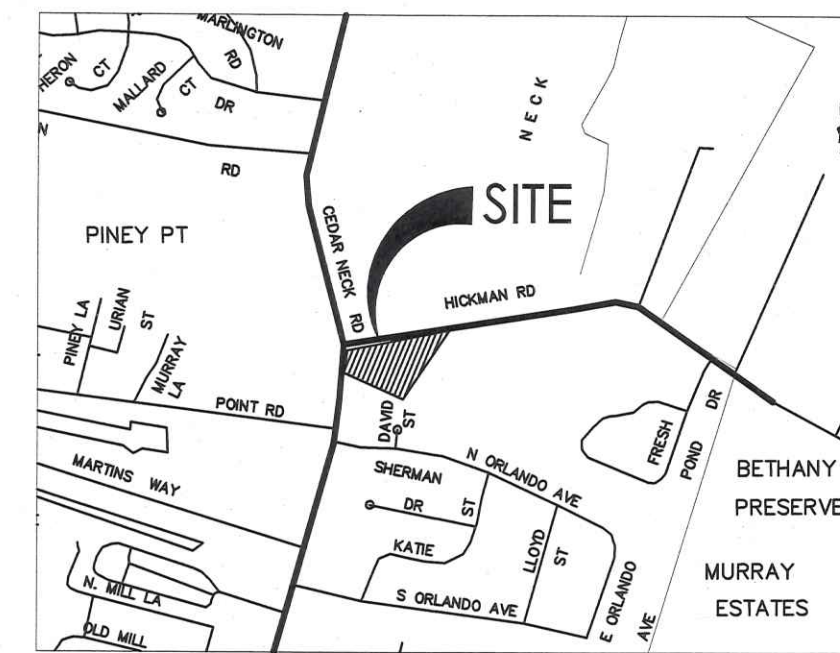 MARLINGTON
RD
HERON
CT
MALLARD
CT
DR
N
RD
NECK
SITE
PINEY PT
CEDAR NECK RD
HICKMAN RD
PINEY LA
URIAN
ST
MURRAY
LA
POINT RD
DAVID
ST
MARTINS WAY
SHERMAN
DR
ST
KATIE
N ORLANDO AVE
LLOYD
ST
FRESH
POND DR
BETHANY
PRESERVE
N. MILL LA
OLD MILL
S ORLANDO AVE
E ORLANDO
AVE
MURRAY
ESTATES